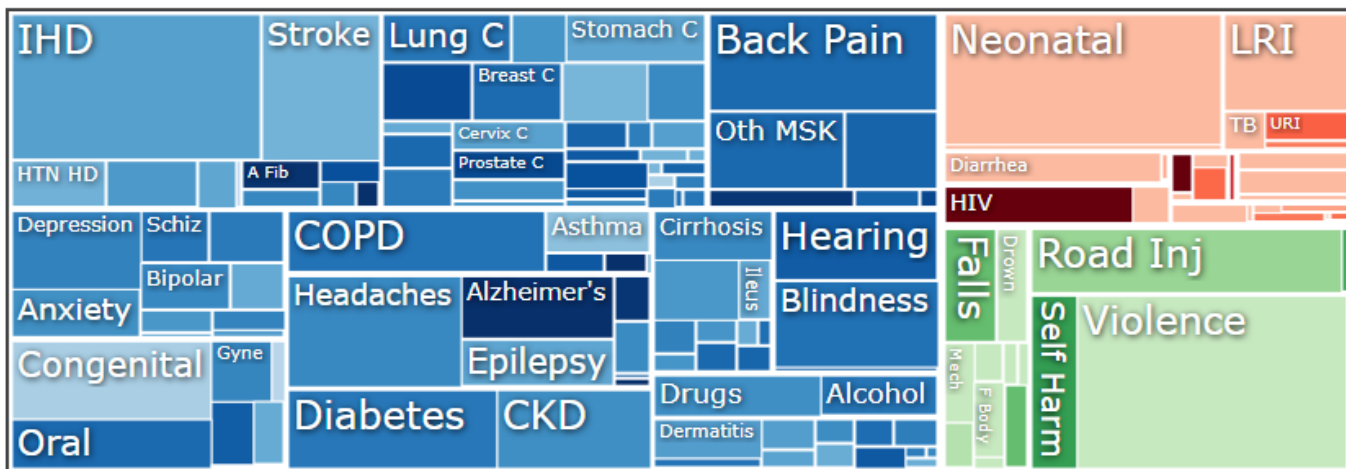 IHD
Stroke
HTN HD
A Fib
Lung C
Stomach C
Breast C
Cervix C
Prostate C
Back Pain
Oth MSK
Depression
Schiz
Bipolar
Anxiety
Congenital
Gyne
Oral
COPD
Asthma
Headaches
Alzheimer's
Epilepsy
Diabetes
CKD
Cirrhosis
Ileus
Hearing
Blindness
Drugs
Alcohol
Dermatitis
Neonatal
LRI
TB
URI
Diarrhea
HIV
Falls
Drown
Road Inj
Mech
F Body
Self Harm
Violence